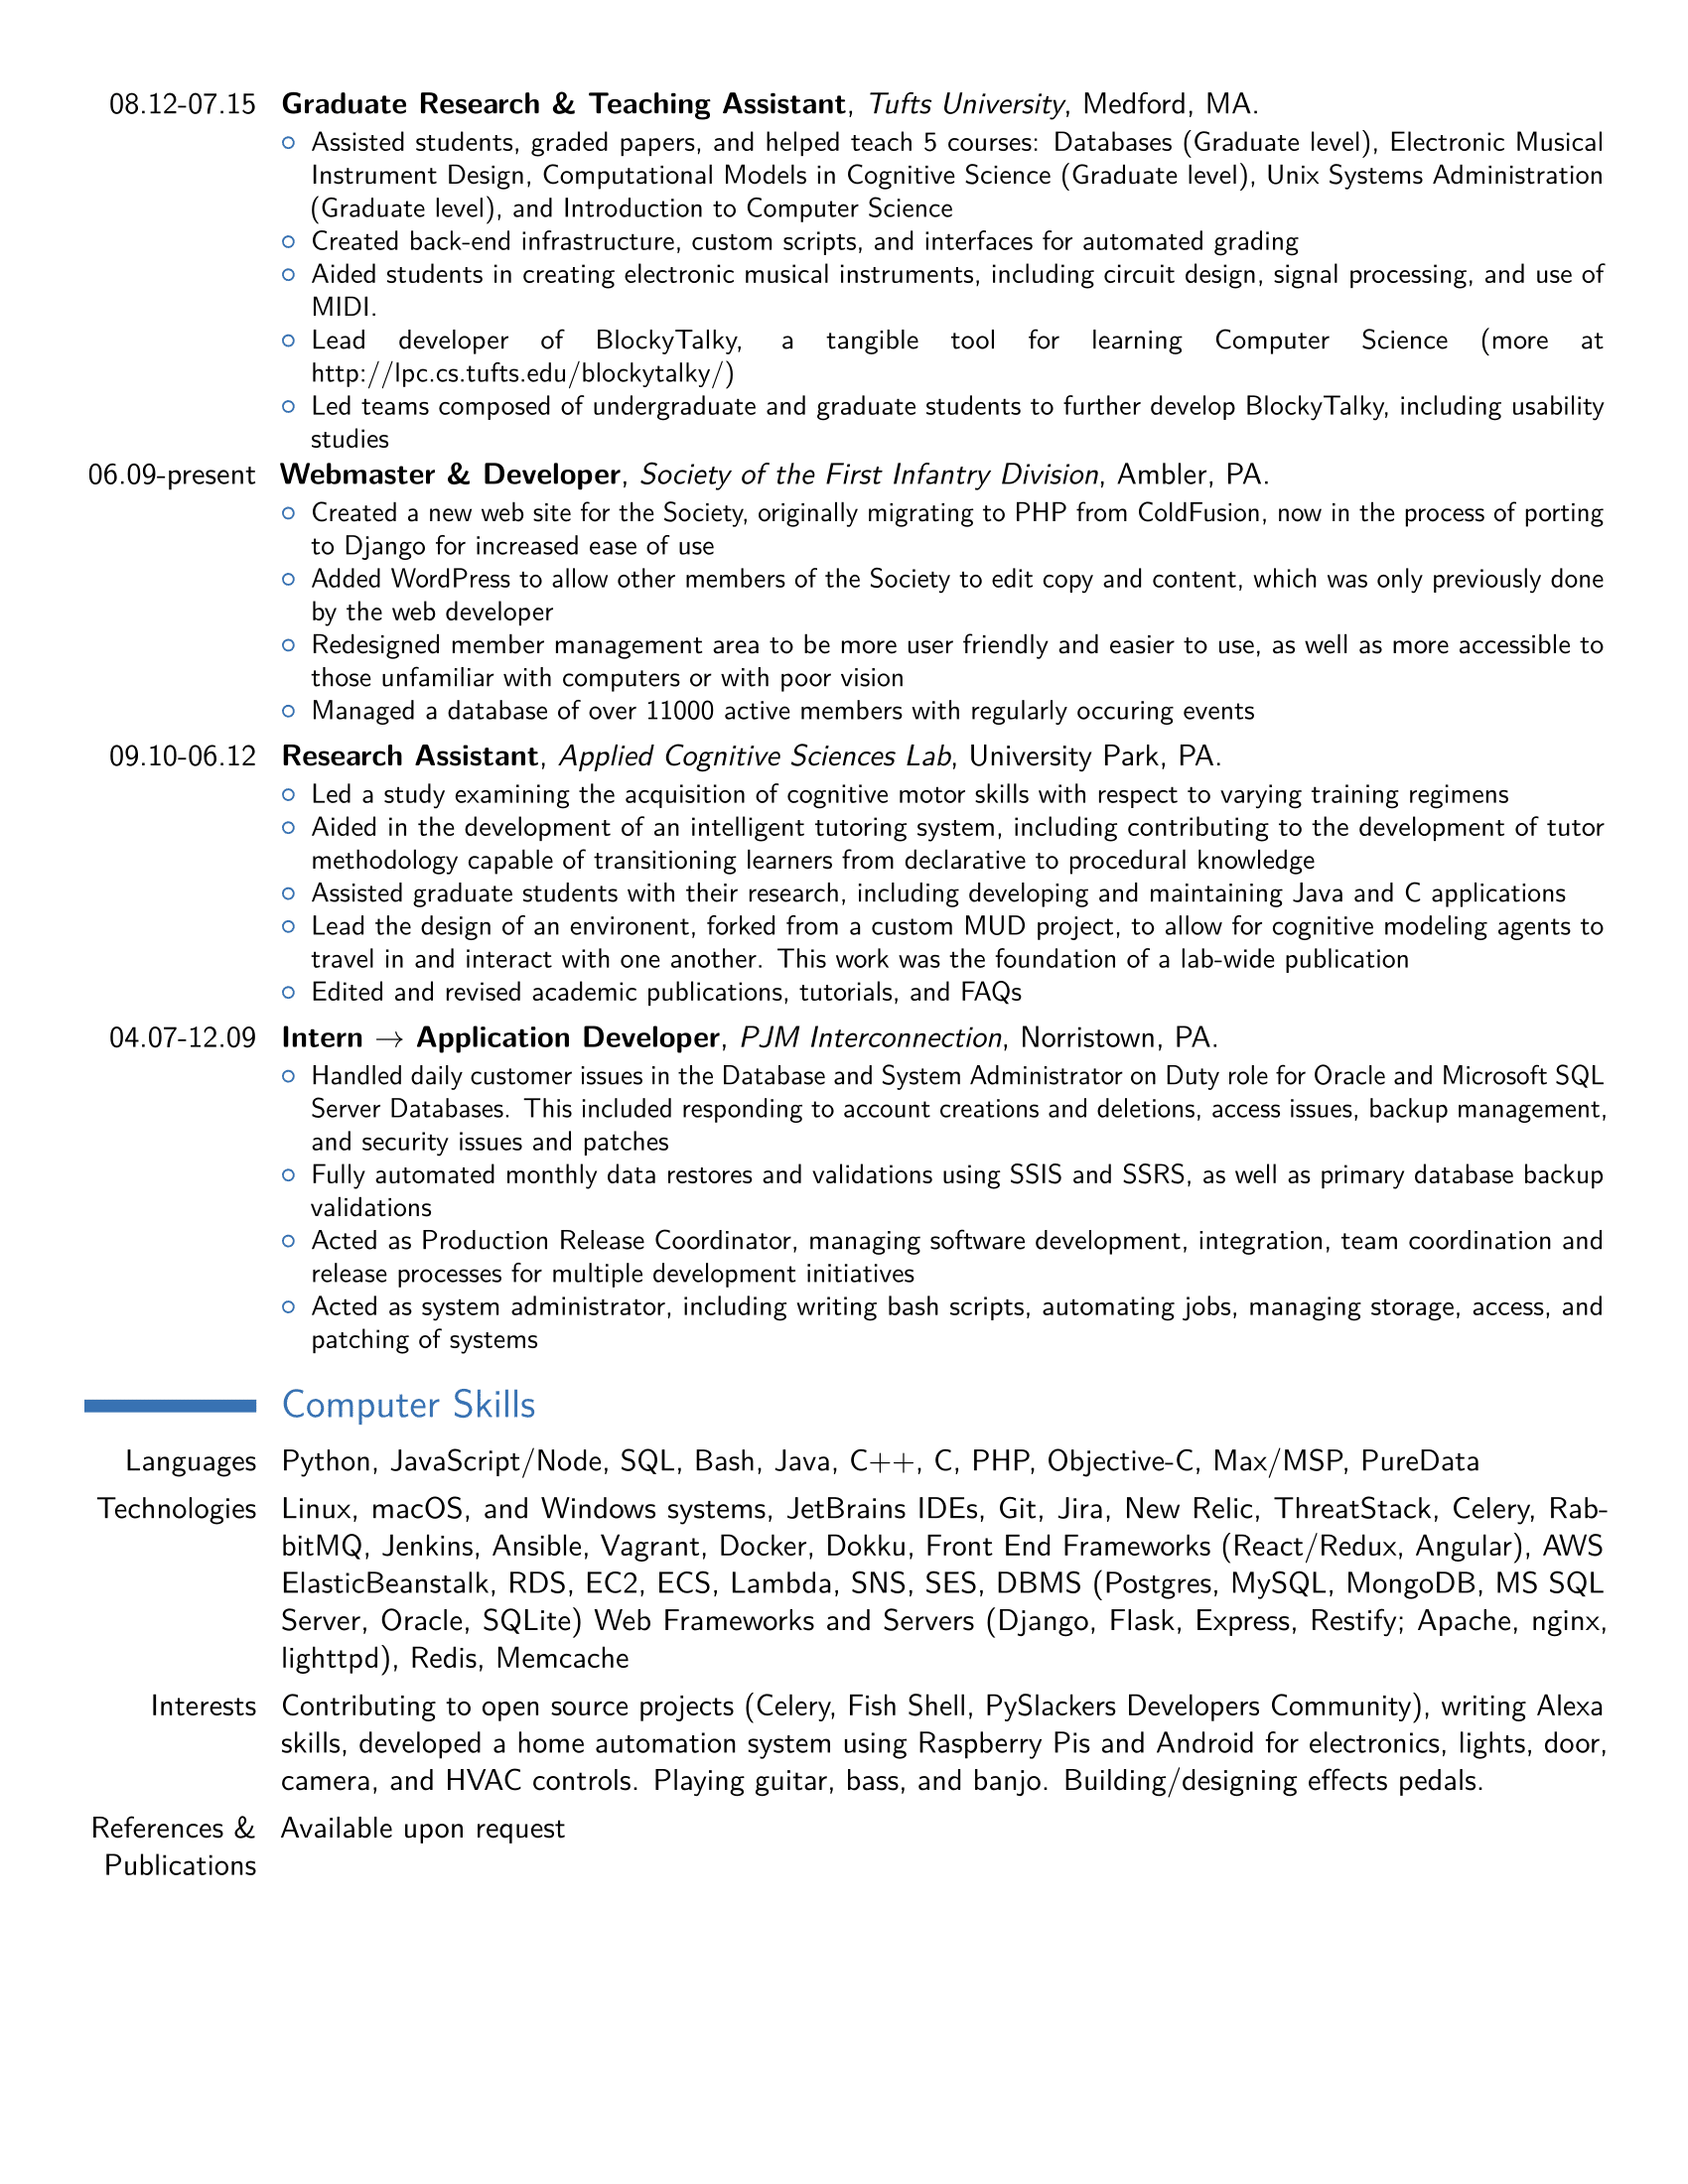 08.12-07.15 Graduate Research & Teaching Assistant, Tufts University, Medford, MA.
○ Assisted students, graded papers, and helped teach 5 courses: Databases (Graduate level), Electronic Musical
Instrument Design, Computational Models in Cognitive Science (Graduate level), Unix Systems Administration
(Graduate level), and Introduction to Computer Science
○ Created back-end infrastructure, custom scripts, and interfaces for automated grading
○ Aided students in creating electronic musical instruments, including circuit design, signal processing, and use of
MIDI.
○ Lead developer of BlockyTalky, a tangible tool for learning Computer Science (more at
http://lpc.cs.tufts.edu/blockytalky/)
○ Led teams composed of undergraduate and graduate students to further develop BlockyTalky, including usability
studies
06.09-present Webmaster & Developer, Society of the First Infantry Division, Ambler, PA.
○ Created a new web site for the Society, originally migrating to PHP from ColdFusion, now in the process of porting
to Django for increased ease of use
○ Added WordPress to allow other members of the Society to edit copy and content, which was only previously done
by the web developer
○ Redesigned member management area to be more user friendly and easier to use, as well as more accessible to
those unfamiliar with computers or with poor vision
○ Managed a database of over 11000 active members with regularly occuring events
09.10-06.12 Research Assistant, Applied Cognitive Sciences Lab, University Park, PA.
○ Led a study examining the acquisition of cognitive motor skills with respect to varying training regimens
○ Aided in the development of an intelligent tutoring system, including contributing to the development of tutor
methodology capable of transitioning learners from declarative to procedural knowledge
○ Assisted graduate students with their research, including developing and maintaining Java and C applications
○ Lead the design of an environent, forked from a custom MUD project, to allow for cognitive modeling agents to
travel in and interact with one another. This work was the foundation of a lab-wide publication
○ Edited and revised academic publications, tutorials, and FAQs
04.07-12.09 Intern → Application Developer, PJM Interconnection, Norristown, PA.
○ Handled daily customer issues in the Database and System Administrator on Duty role for Oracle and Microsoft SQL
Server Databases. This included responding to account creations and deletions, access issues, backup management,
and security issues and patches
○ Fully automated monthly data restores and validations using SSIS and SSRS, as well as primary database backup
validations
○ Acted as Production Release Coordinator, managing software development, integration, team coordination and
release processes for multiple development initiatives
○ Acted as system administrator, including writing bash scripts, automating jobs, managing storage, access, and
patching of systems
Computer Skills
Languages Python, JavaScript/Node, SQL, Bash, Java, C++, C, PHP, Objective-C, Max/MSP, PureData
Technologies Linux, macOS, and Windows systems, JetBrains IDEs, Git, Jira, New Relic, ThreatStack, Celery, Rab-
bitMQ, Jenkins, Ansible, Vagrant, Docker, Dokku, Front End Frameworks (React/Redux, Angular), AWS
ElasticBeanstalk, RDS, EC2, ECS, Lambda, SNS, SES, DBMS (Postgres, MySQL, MongoDB, MS SQL
Server, Oracle, SQLite) Web Frameworks and Servers (Django, Flask, Express, Restify; Apache, nginx,
lighttpd), Redis, Memcache
Interests Contributing to open source projects (Celery, Fish Shell, PySlackers Developers Community), writing Alexa
skills, developed a home automation system using Raspberry Pis and Android for electronics, lights, door,
camera, and HVAC controls. Playing guitar, bass, and banjo. Building/designing effects pedals.
References & Available upon request
Publications